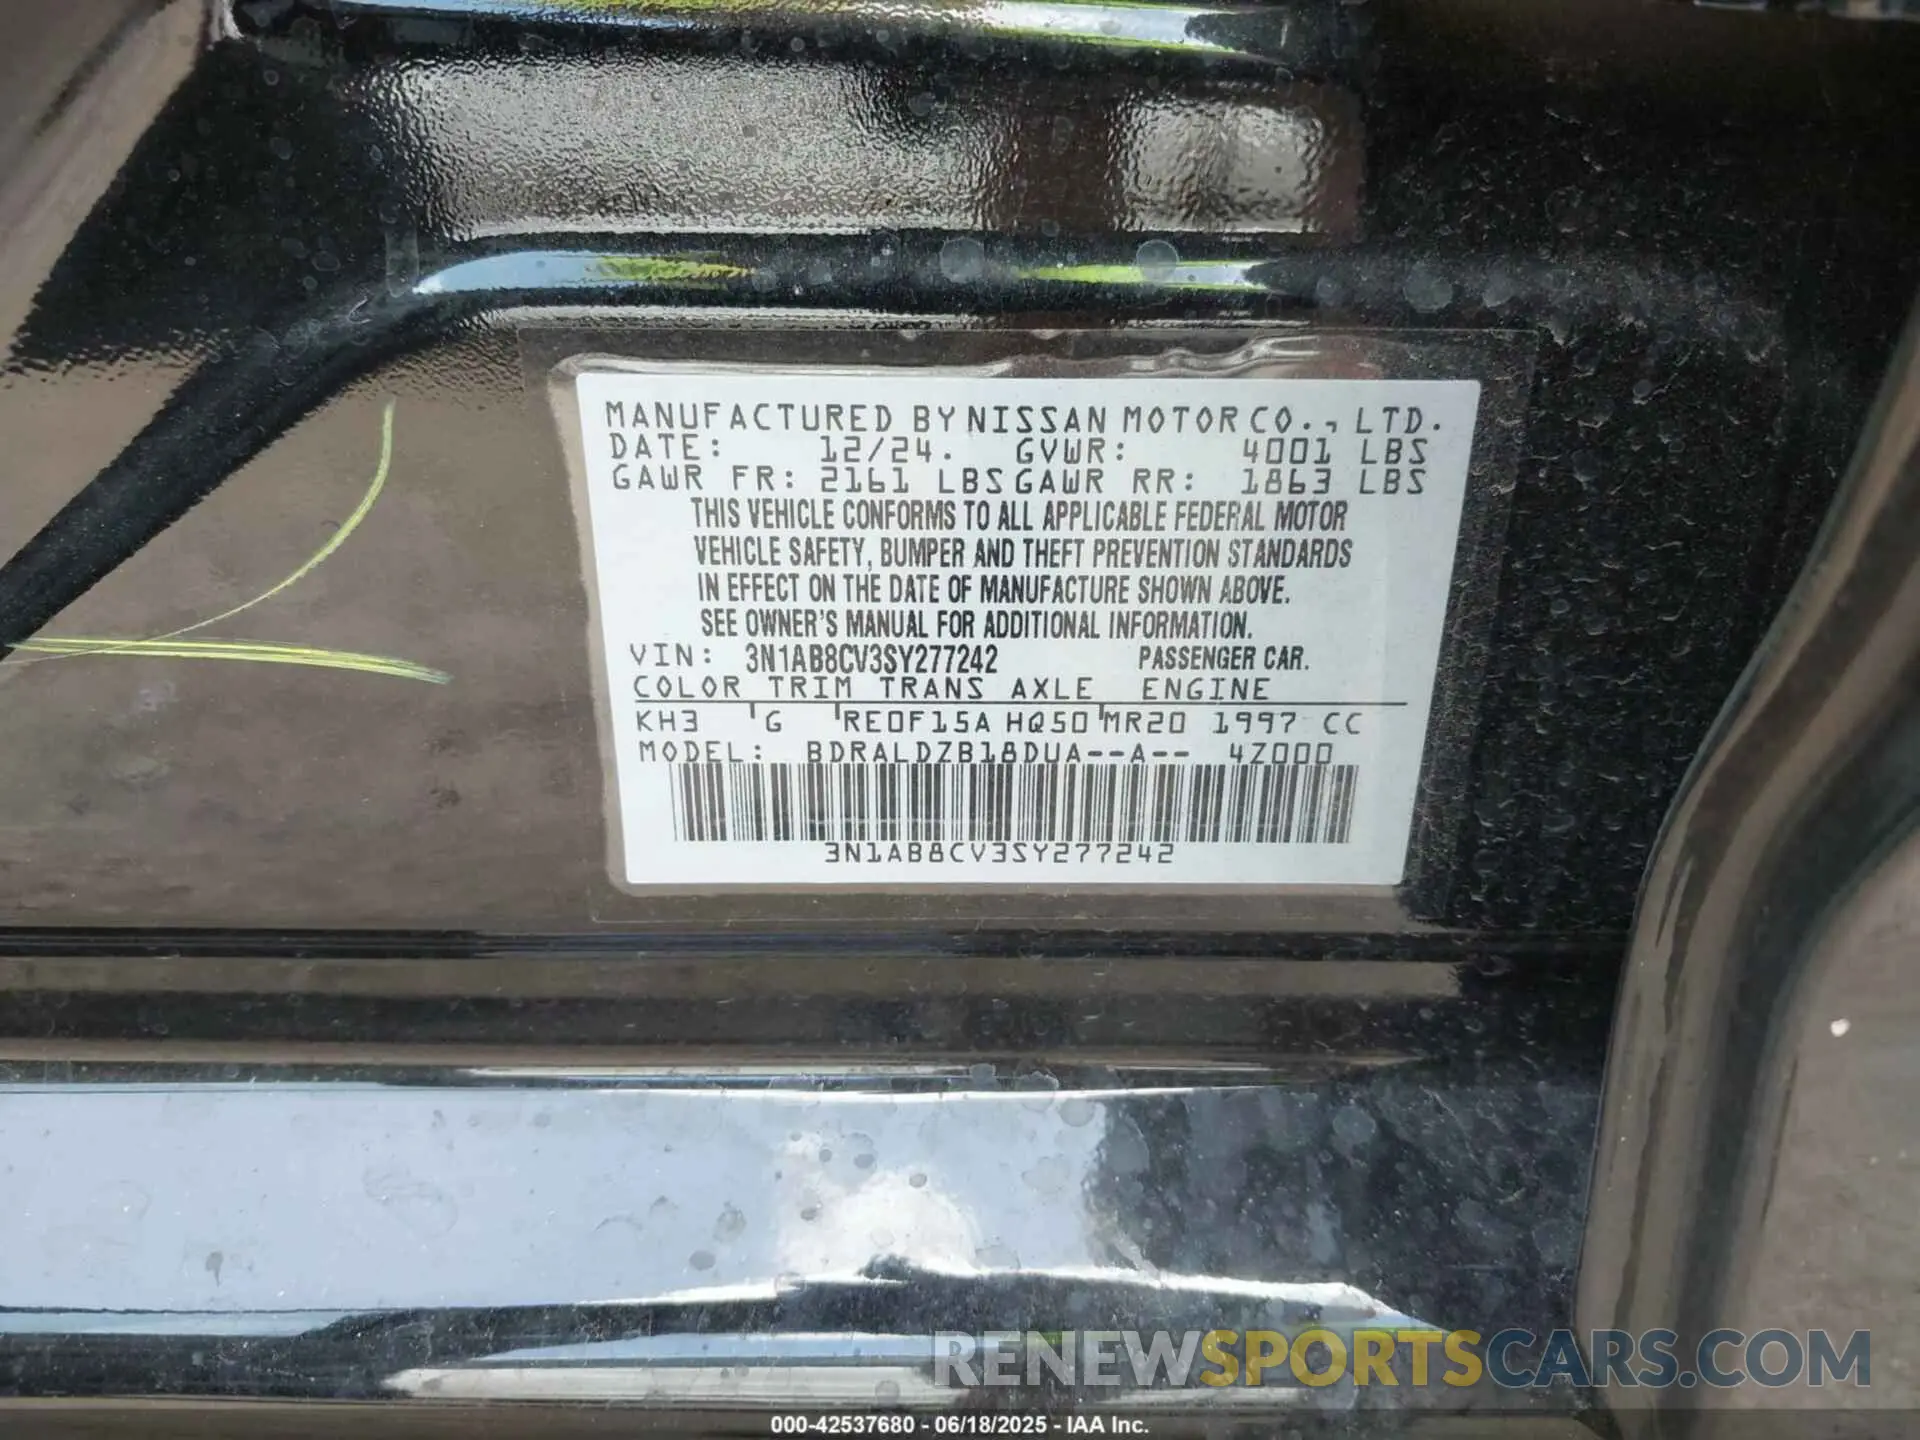 MANUFACTURED BY NISSAN MOTOR CO., LTD.
DATE: 12/24. GVWR: 4001 LBS
GAWR FR: 2161 LBS GAWR RR: 1863 LBS
THIS VEHICLE CONFORMS TO ALL APPLICABLE FEDERAL MOTOR
VEHICLE SAFETY, BUMPER AND THEFT PREVENTION STANDARDS
IN EFFECT ON THE DATE OF MANUFACTURE SHOWN ABOVE.
SEE OWNER'S MANUAL FOR ADDITIONAL INFORMATION.
VIN: 3N1AB8CV3SY277242 PASSENGER CAR.
COLOR TRIM TRANS AXLE ENGINE
KH3 G RE0F15A HQ50 MR20 1997 CC
MODEL: BDRALDZB18DUA--A-- 4Z000
3N1AB8CV3SY277242
RENEWSPORTSCARS.COM
000-42537680 - 06/18/2025 - IAA Inc.